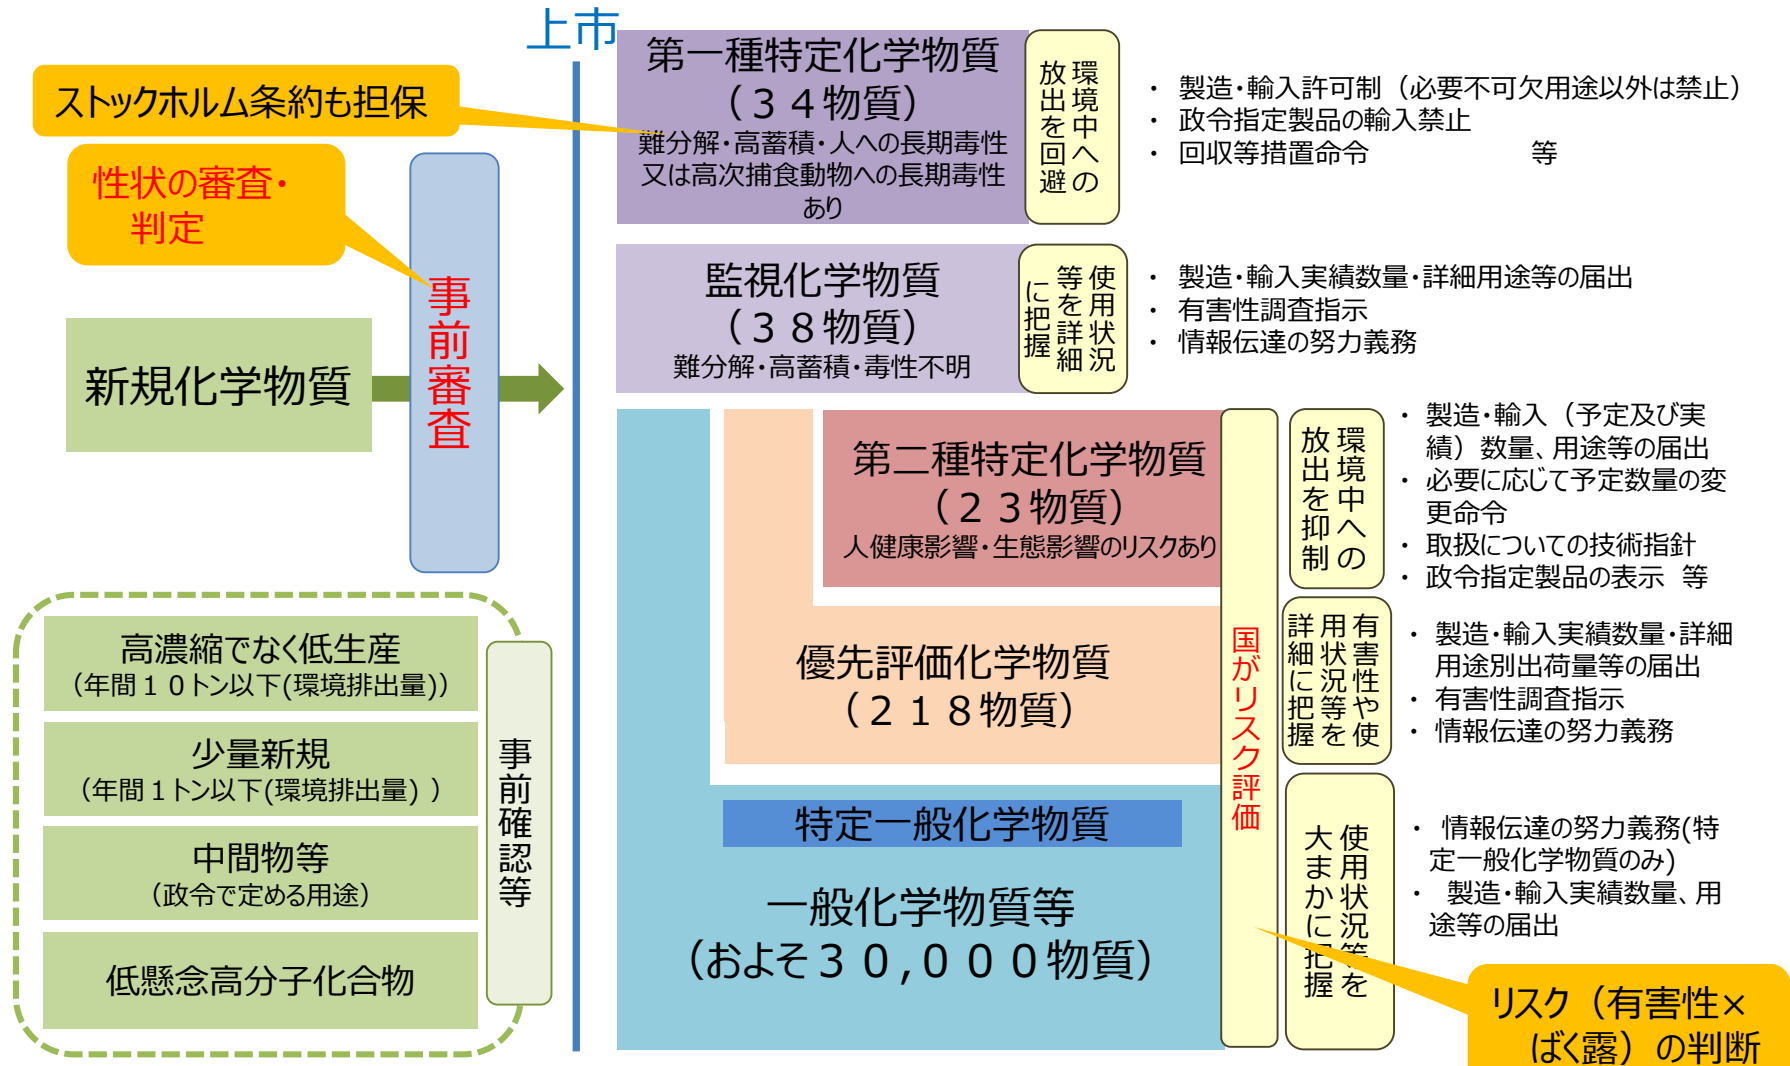 上市
ストックホルム条約も担保
性状の審査・
判定
事前審査
新規化学物質
高濃縮でなく低生産
（年間１０トン以下(環境排出量)）
少量新規
（年間１トン以下(環境排出量) ）
中間物等
（政令で定める用途）
低懸念高分子化合物
事前確認等
第一種特定化学物質
（３４物質）
難分解・高蓄積・人への長期毒性
又は高次捕食動物への長期毒性
あり
環境中への
放出を回避
・ 製造・輸入許可制（必要不可欠用途以外は禁止）
・ 政令指定製品の輸入禁止
・ 回収等措置命令 等
監視化学物質
（３８物質）
難分解・高蓄積・毒性不明
使用状況
等を詳細
に把握
・ 製造・輸入実績数量・詳細用途等の届出
・ 有害性調査指示
・ 情報伝達の努力義務
第二種特定化学物質
（２３物質）
人健康影響・生態影響のリスクあり
環境中への
放出を抑制
・ 製造・輸入（予定及び実
績）数量、用途等の届出
・ 必要に応じて予定数量の変
更命令
・ 取扱についての技術指針
・ 政令指定製品の表示 等
優先評価化学物質
（２１８物質）
国がリスク評価
有害性や使
用状況等を
詳細に把握
・ 製造・輸入実績数量・詳細
用途別出荷量等の届出
・ 有害性調査指示
・ 情報伝達の努力義務
特定一般化学物質
一般化学物質等
（およそ３０,０００物質）
使用状況等を
大まかに把握
・ 情報伝達の努力義務(特
定一般化学物質のみ)
・ 製造・輸入実績数量、用
途等の届出
リスク（有害性×
ばく露）の判断